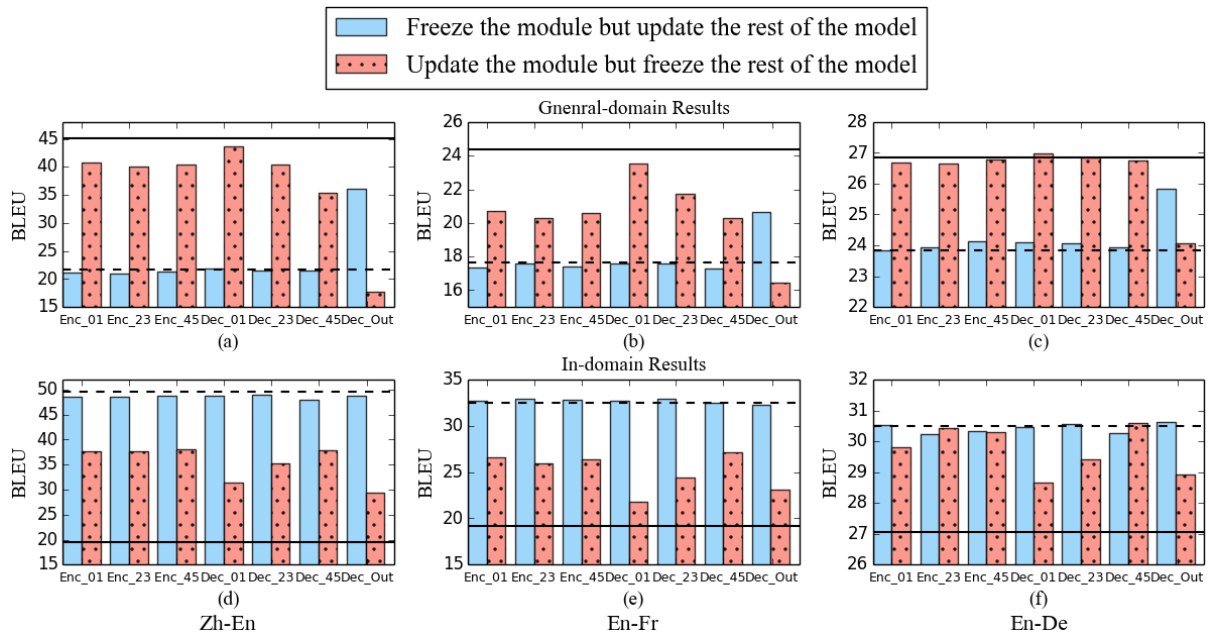 Freeze the module but update the rest of the model
Update the module but freeze the rest of the model
Gnenral-domain Results
45
40
35
30
25
20
15
BLEU
Enc_01 Enc_23 Enc_45 Dec_01 Dec_23 Dec_45 Dec_Out
(a)
26
24
22
20
18
16
BLEU
Enc_01 Enc_23 Enc_45 Dec_01 Dec_23 Dec_45 Dec_Out
(b)
28
27
26
25
24
23
22
BLEU
Enc_01 Enc_23 Enc_45 Dec_01 Dec_23 Dec_45 Dec_Out
(c)
In-domain Results
50
45
40
35
30
25
20
15
BLEU
Enc_01 Enc_23 Enc_45 Dec_01 Dec_23 Dec_45 Dec_Out
(d)
Zh-En
35
30
25
20
15
BLEU
Enc_01 Enc_23 Enc_45 Dec_01 Dec_23 Dec_45 Dec_Out
(e)
En-Fr
32
31
30
29
28
27
26
BLEU
Enc_01 Enc_23 Enc_45 Dec_01 Dec_23 Dec_45 Dec_Out
(f)
En-De